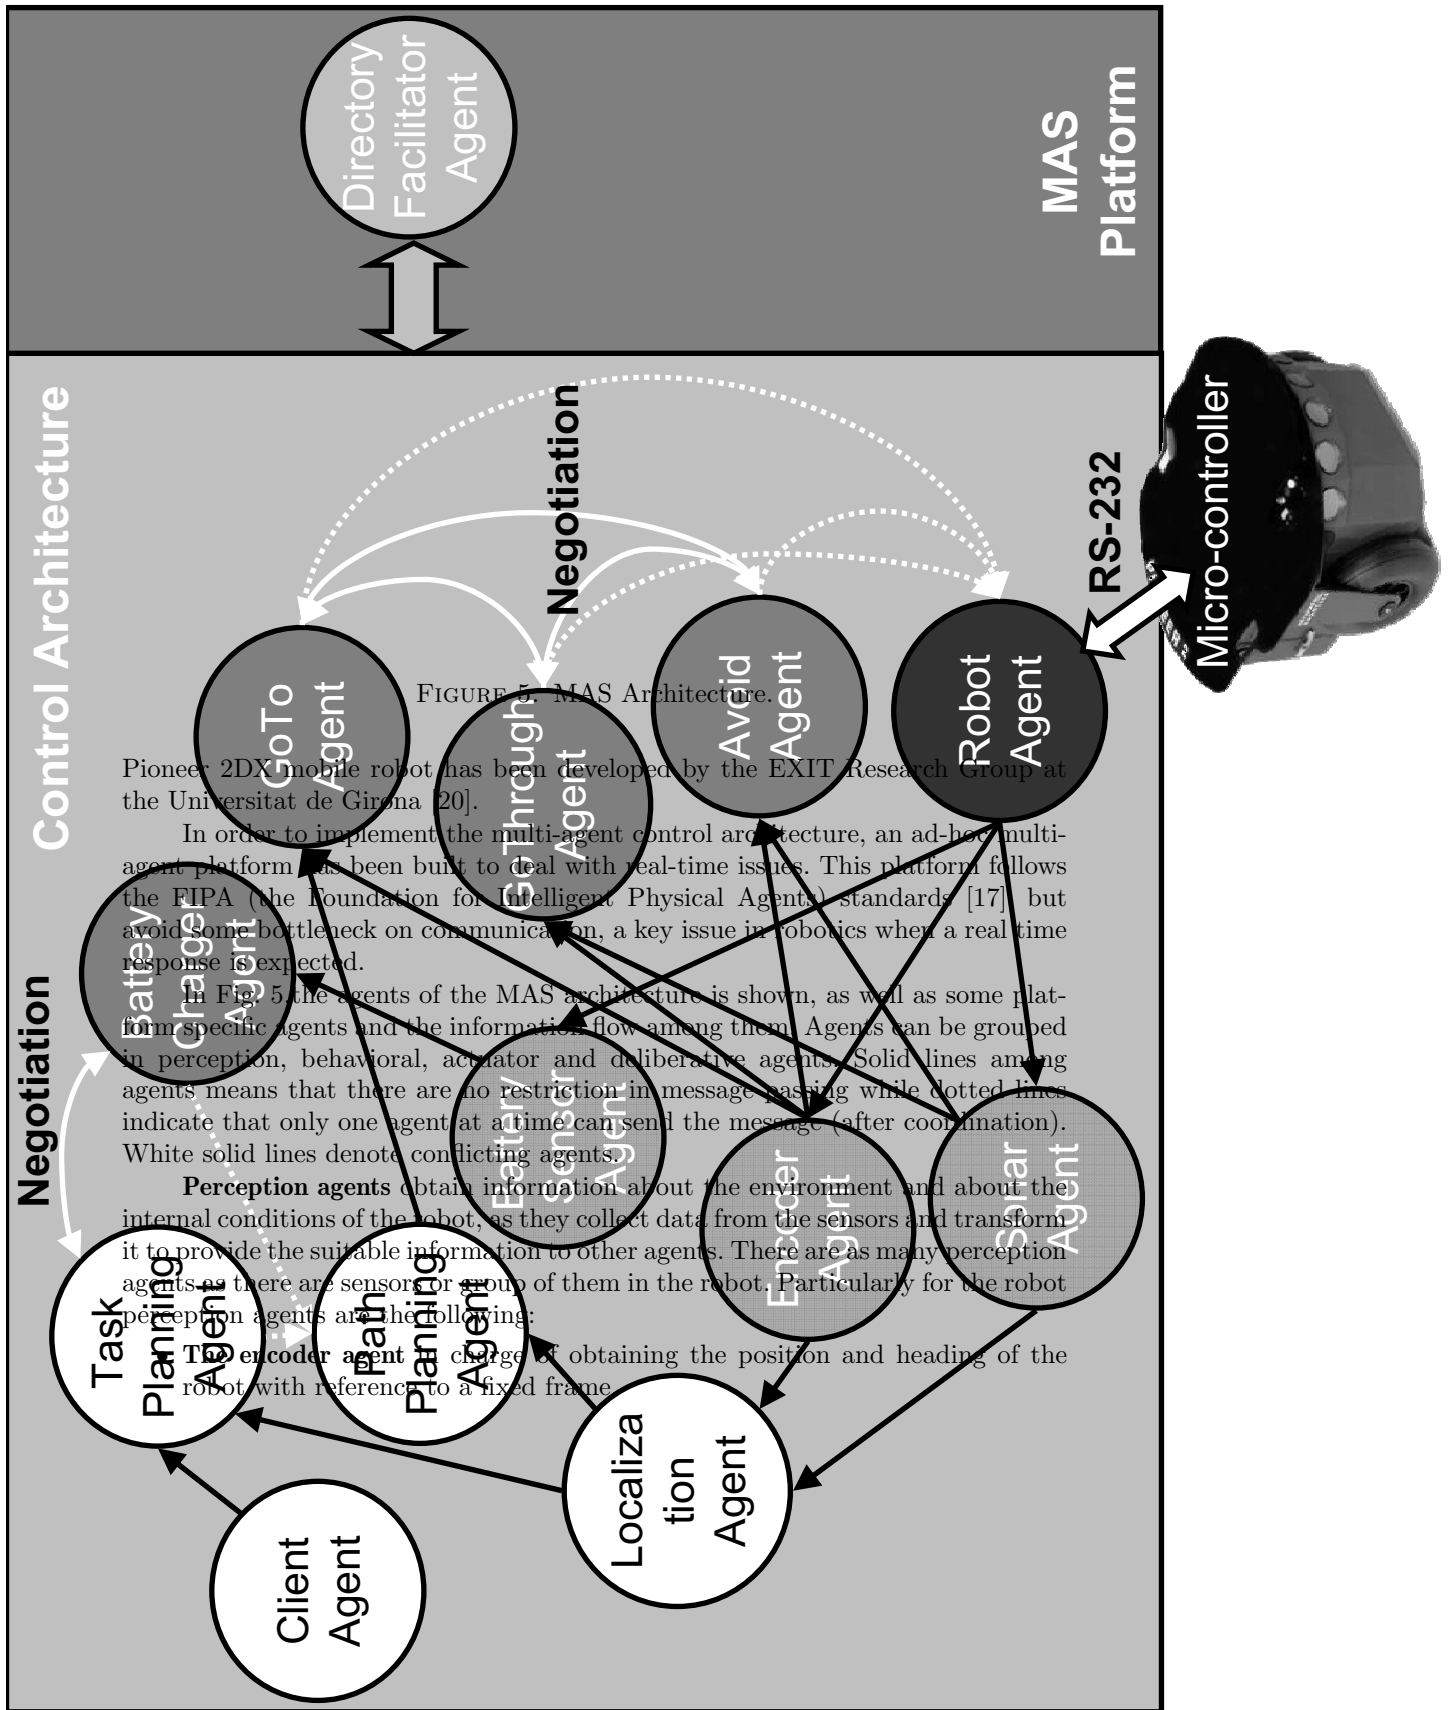 Directory
Facilitator
Agent
MAS
Platform
Control Architecture
Negotiation
RS-232
Micro-controller
GoTo
Agent
GoThrough
Agent
Avoid
Agent
Robot
Agent
Battery
Charger
Agent
Negotiation
Battery
Sensor
Agent
Encoder
Agent
Sonar
Agent
Task
Planning
Agent
Path
Planning
Agent
Localiza
tion
Agent
Client
Agent
FIGURE 5. MAS Architecture.
Pioneer 2DX mobile robot has been developed by the EXIT Research Group at
the Universitat de Girona [20].
In order to implement the multi-agent control architecture, an ad-hoc multi-
agent platform has been built to deal with real-time issues. This platform follows
the FIPA (the Foundation for Intelligent Physical Agents) standards [17] but
avoid some bottleneck on communication, a key issue in robotics when a real time
response is expected.
In Fig. 5 the agents of the MAS architecture is shown, as well as some plat-
form specific agents and the information flow among them. Agents can be grouped
in perception, behavioral, actuator and deliberative agents. Solid lines among
agents means that there are no restriction in message passing while dotted lines
indicate that only one agent at a time can send the message (after coordination).
White solid lines denote conflicting agents.
Perception agents obtain information about the environment and about the
internal conditions of the robot, as they collect data from the sensors and transform
it to provide the suitable information to other agents. There are as many perception
agents as there are sensors or group of them in the robot. Particularly for the robot
perception agents are the following:
• The encoder agent in charge of obtaining the position and heading of the
robot with reference to a fixed frame